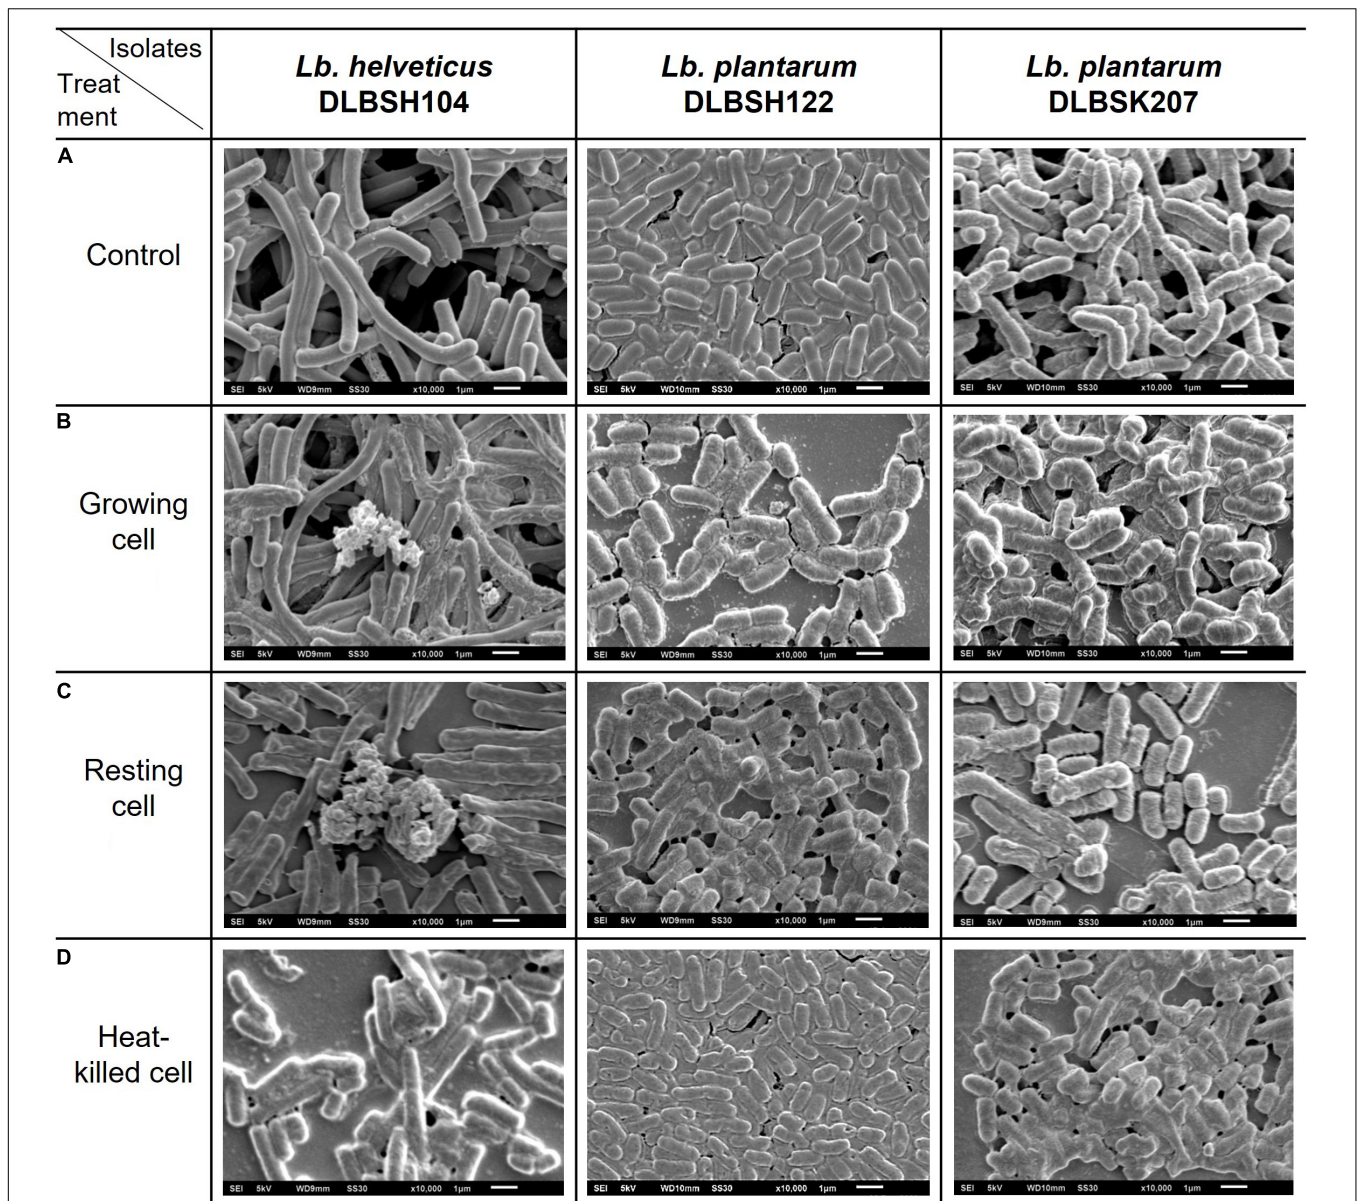 Isolates
Treat
ment
Lb. helveticus
DLBSH104
Lb. plantarum
DLBSH122
Lb. plantarum
DLBSK207
A
Control
SEI 5kV WD9mm SS30 x10,000 1μm
SEI 5kV WD10mm SS30 x10,000 1μm
SEI 5kV WD10mm SS30 x10,000 1μm
B
Growing
cell
SEI 5kV WD9mm SS30 x10,000 1μm
SEI 5kV WD9mm SS30 x10,000 1μm
SEI 5kV WD10mm SS30 x10,000 1μm
C
Resting
cell
SEI 5kV WD9mm SS30 x10,000 1μm
SEI 5kV WD9mm SS30 x10,000 1μm
SEI 5kV WD9mm SS30 x10,000 1μm
D
Heat-
killed cell
SEI 5kV WD9mm SS30 x10,000 1μm
SEI 5kV WD10mm SS30 x10,000 1μm
SEI 5kV WD10mm SS30 x10,000 1μm